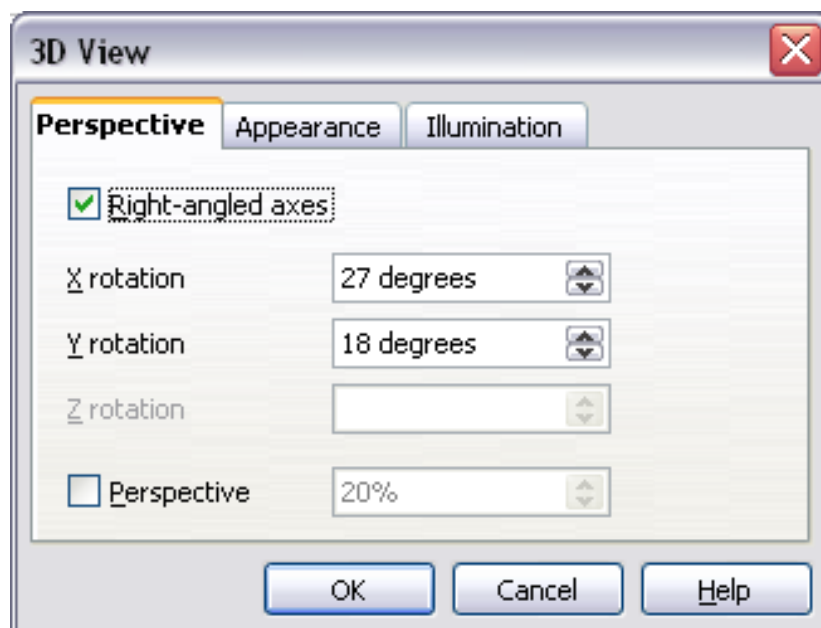 3D View
Perspective Appearance Illumination
Right-angled axes
X rotation 27 degrees
Y rotation 18 degrees
Z rotation
Perspective 20%
OK Cancel Help